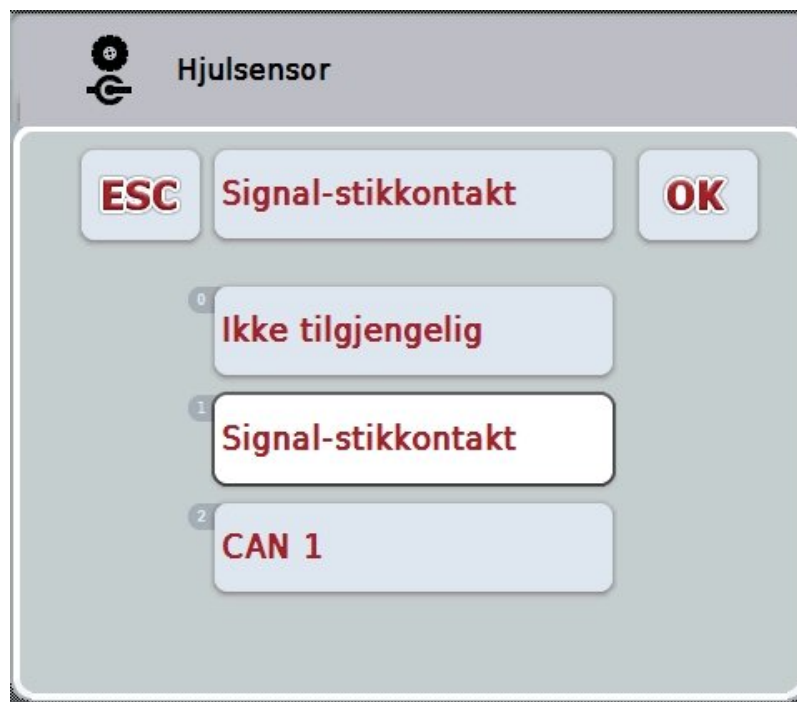 Hjulsensor
ESC Signal-stikkontakt OK
0
Ikke tilgjengelig
1
Signal-stikkontakt
2
CAN 1